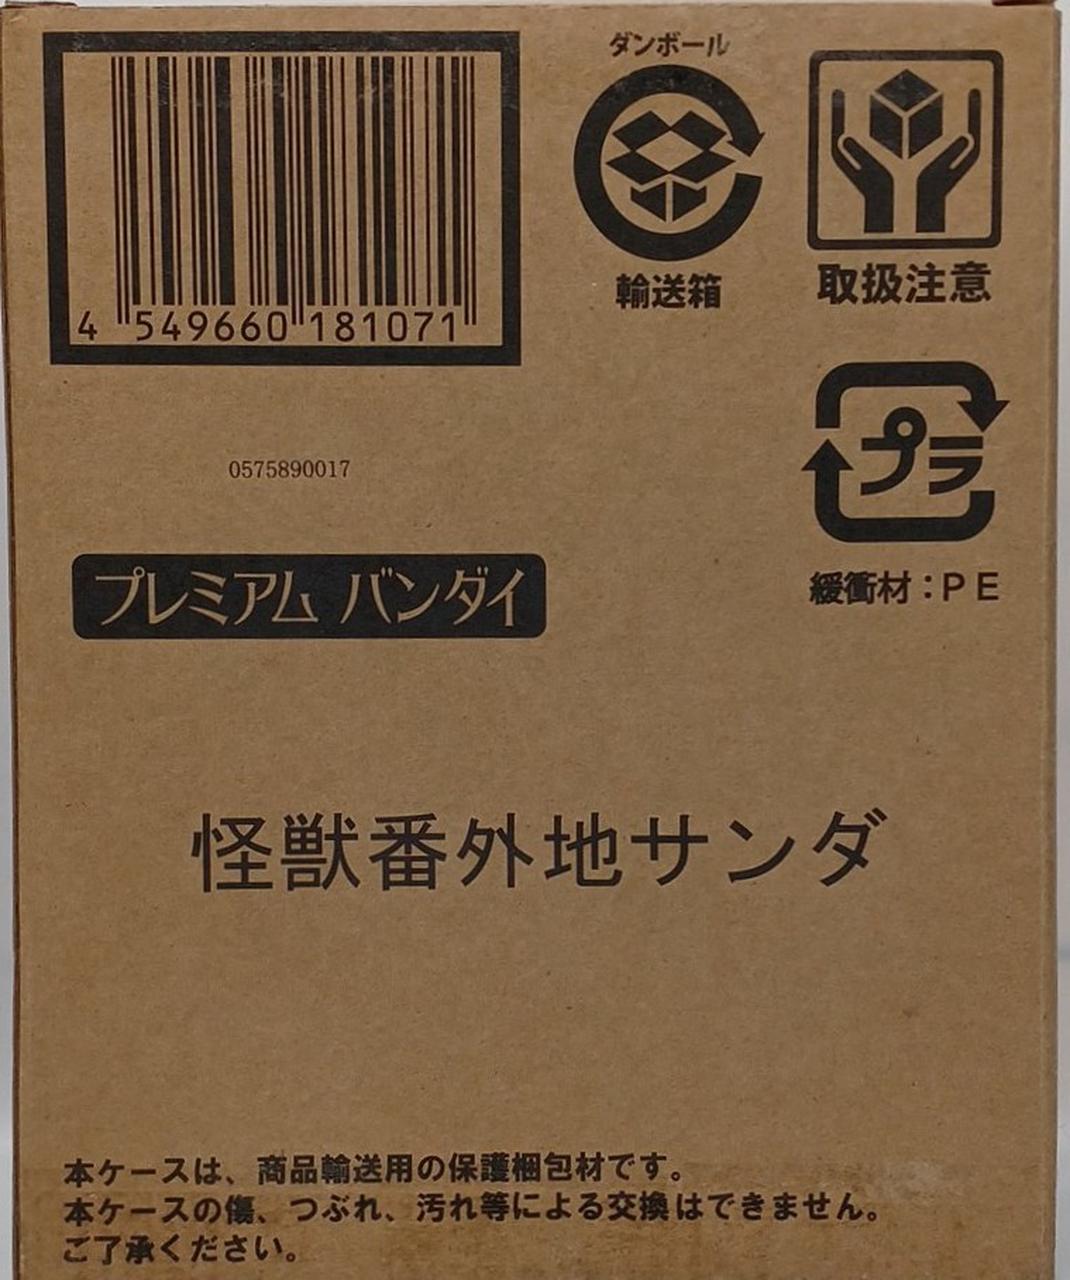 4 549660 181071
ダンボール
輸送箱
取扱注意
プラ
緩衝材：PE
0575890017
プレミアム バンダイ
怪獣番外地サンダ
本ケースは、商品輸送用の保護梱包材です。
本ケースの傷、つぶれ、汚れ等による交換はできません。
ご了承ください。